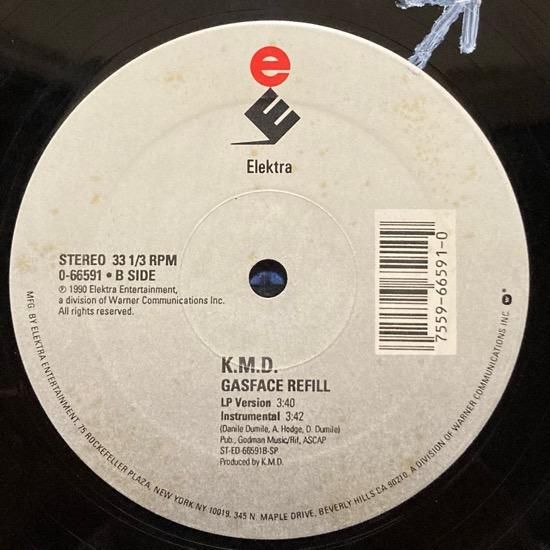 e
E
Elektra
STEREO 33 1/3 RPM
0-66591 • B SIDE
℗ 1990 Elektra Entertainment,
a division of Warner Communications Inc.
All rights reserved.
7559-66591-0
K.M.D.
GASFACE REFILL
LP Version 3:40
Instrumental 3:42
(Danile Dumile, A. Hodge, D. Dumile)
Pub., Godman Music/Rif, ASCAP
ST-ED-66591B-SP
Produced by K.M.D.
MFG. BY ELEKTRA ENTERTAINMENT, 75 ROCKEFELLER PLAZA, NEW YORK NY 10019, 345 N. MAPLE DRIVE, BEVERLY HILLS CA 90210, A DIVISION OF WARNER COMMUNICATIONS INC.